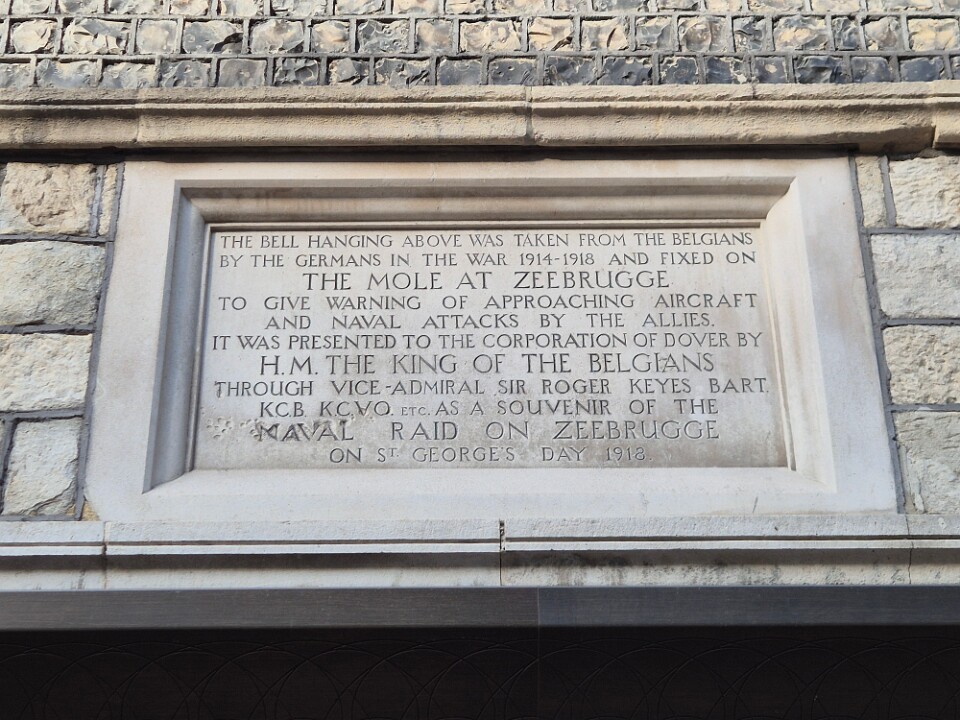 THE BELL HANGING ABOVE WAS TAKEN FROM THE BELGIANS
BY THE GERMANS IN THE WAR 1914-1918 AND FIXED ON
THE MOLE AT ZEEBRUGGE
TO GIVE WARNING OF APPROACHING AIRCRAFT
AND NAVAL ATTACKS BY THE ALLIES.
IT WAS PRESENTED TO THE CORPORATION OF DOVER BY
H.M. THE KING OF THE BELGIANS
THROUGH VICE-ADMIRAL SIR ROGER KEYES BART.
K.C.B. K.C.V.O. ETC. AS A SOUVENIR OF THE
NAVAL RAID ON ZEEBRUGGE
ON ST. GEORGE'S DAY 1918.